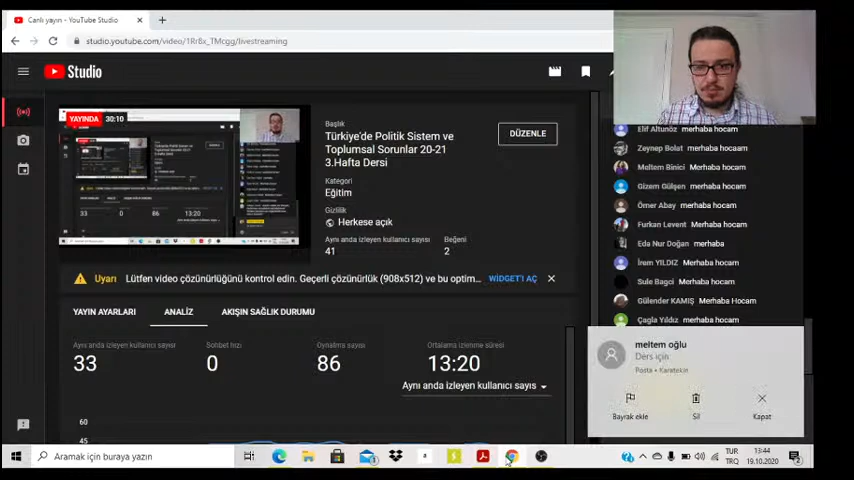 Canlı yayın - YouTube Studio
studio.youtube.com/video/1Rr8x_TMcgg/livestreaming
Studio
YAYINDA 30:10
Başlık
Türkiye'de Politik Sistem ve
Toplumsal Sorunlar 20-21
3.Hafta Dersi
DÜZENLE
Kategori
Eğitim
Gizlilik
Herkese açık
Aynı anda izleyen kullanıcı sayısı
41
Beğeni
2
Uyarı Lütfen video çözünürlüğünü kontrol edin. Geçerli çözünürlük (908x512) ve bu optim... WİDGET'I AÇ
YAYIN AYARLARI ANALİZ AKIŞIN SAĞLIK DURUMU
Aynı anda izleyen kullanıcı sayısı
33
Sohbet hızı
0
Oynatma sayısı
86
Ortalama izlenme süresi
13:20
Aynı anda izleyen kullanıcı sayıs
60
45
Elif Altunöz merhaba hocam
Zeynep Bolat merhaba hocam
Meltem Binici merhaba hocam
Gizem Gülşen merhaba hocam
Ömer Abay merhaba hocam
Furkan Levent merhaba hocam
Eda Nur Doğan merhaba
İrem YILDIZ Merhaba hocam
Sule Bagci Merhaba hocam
Gülender KAMIŞ Merhaba Hocam
Çagla Yıldız merhaba hocam
meltem oğlu
Ders için
Posta • Karatekin
Bayrak ekle Sil Kapat
Aramak için buraya yazın
TUR
TRQ
13:44
19.10.2020